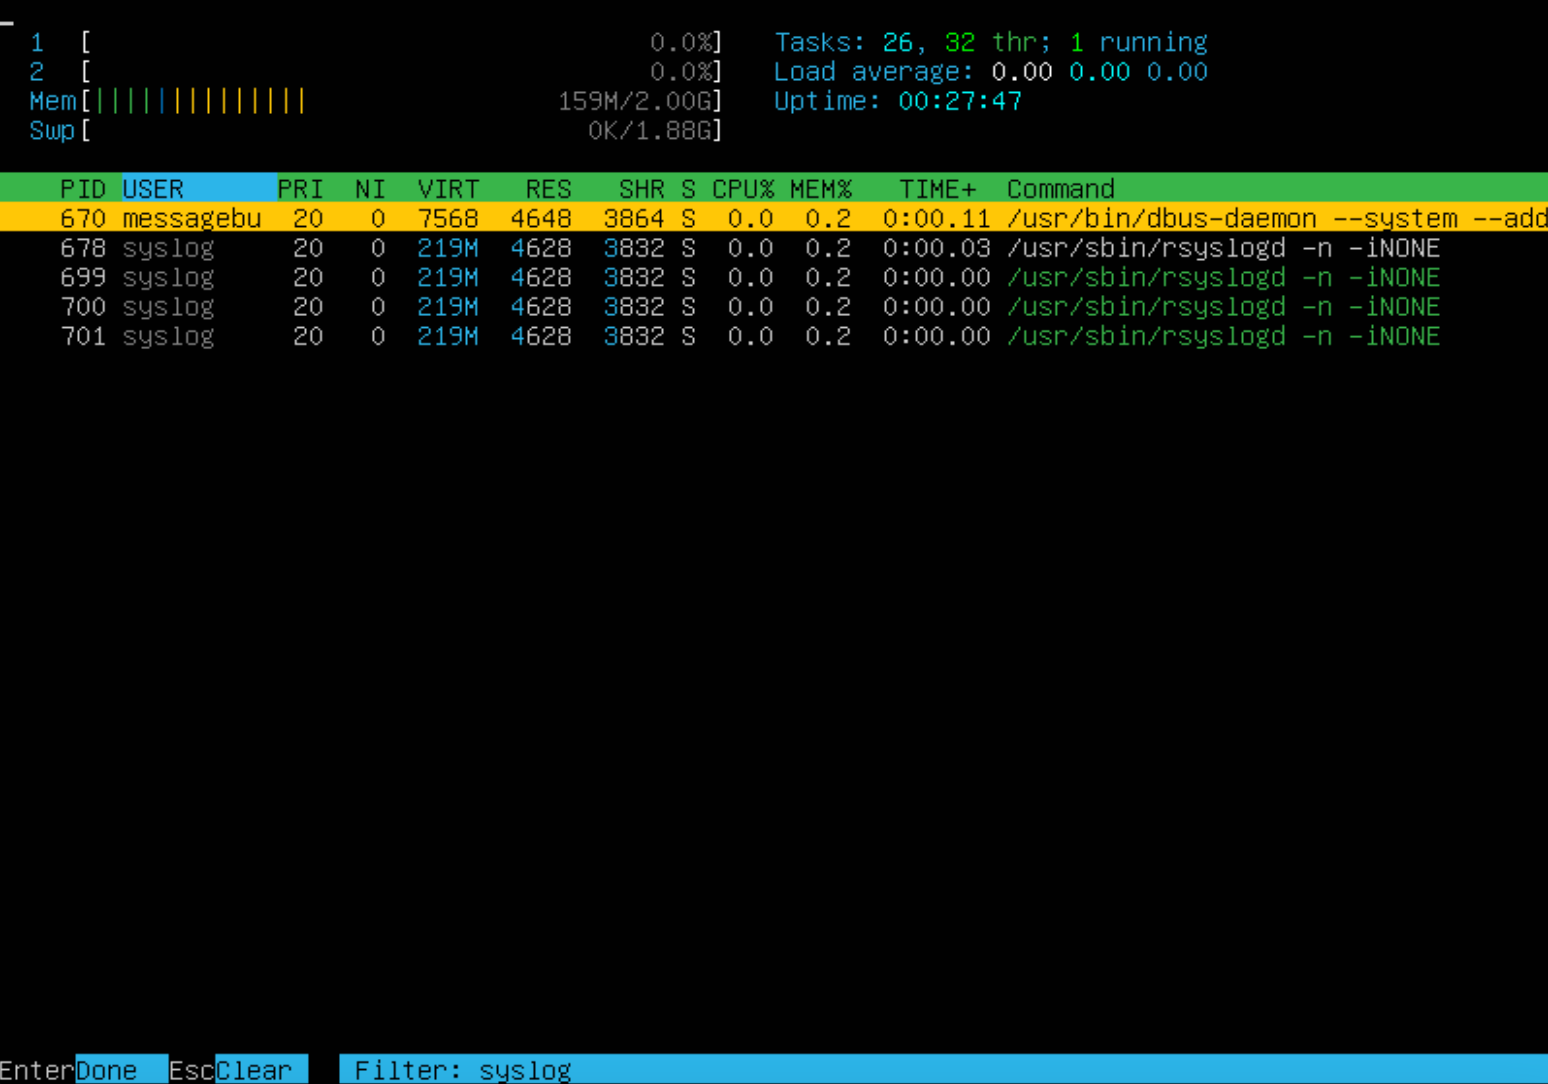 1 [ 0.0%] Tasks: 26, 32 thr; 1 running
2 [ 0.0%] Load average: 0.00 0.00 0.00
Mem[||||||||||||||159M/2.00G] Uptime: 00:27:47
Swp[ 0K/1.88G]
PID USER PRI NI VIRT RES SHR S CPU% MEM% TIME+ Command
670 messagebu 20 0 7568 4648 3864 S 0.0 0.2 0:00.11 /usr/bin/dbus-daemon --system --add
678 syslog 20 0 219M 4628 3832 S 0.0 0.2 0:00.03 /usr/sbin/rsyslogd -n -iNONE
699 syslog 20 0 219M 4628 3832 S 0.0 0.2 0:00.00 /usr/sbin/rsyslogd -n -iNONE
700 syslog 20 0 219M 4628 3832 S 0.0 0.2 0:00.00 /usr/sbin/rsyslogd -n -iNONE
701 syslog 20 0 219M 4628 3832 S 0.0 0.2 0:00.00 /usr/sbin/rsyslogd -n -iNONE
EnterDone EscClear Filter: syslog